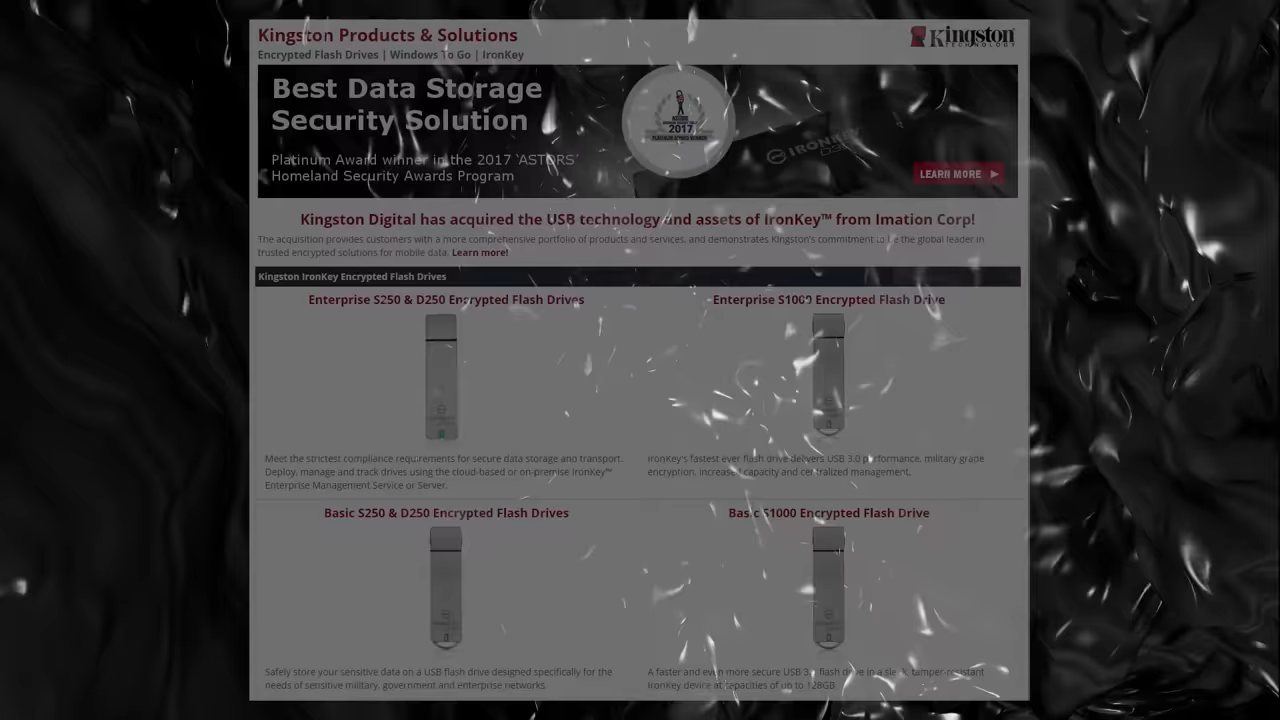 Kingston Products & Solutions
Kingston
TECHNOLOGY
Encrypted Flash Drives | Windows To Go | IronKey
Best Data Storage
Security Solution
ASTORS
2017
Platinum Award winner in the 2017 ‘ASTORS’
Homeland Security Awards Program
IRONKEY
LEARN MORE
Kingston Digital has acquired the USB technology and assets of IronKey™ from Imation Corp!
The acquisition provides customers with a more comprehensive portfolio of products and services, and demonstrates Kingston's commitment to be the global leader in
trusted encrypted solutions for mobile data. Learn more!
Kingston IronKey Encrypted Flash Drives
Enterprise S250 & D250 Encrypted Flash Drives
Enterprise S1000 Encrypted Flash Drive
Meet the strictest compliance requirements for secure data storage and transport.
Deploy, manage and track drives using the cloud-based or on-premise IronKey™
Enterprise Management Service or Server.
IronKey's fastest ever flash drive delivers USB 3.0 performance, military grade
encryption, increased capacity and centralized management.
Basic S250 & D250 Encrypted Flash Drives
Basic S1000 Encrypted Flash Drive
Safely store your sensitive data on a USB flash drive designed specifically for the
needs of sensitive military, government and enterprise networks.
A faster and even more secure USB 3.0 flash drive in a sleek, tamper-resistant
IronKey device at capacities of up to 128GB.